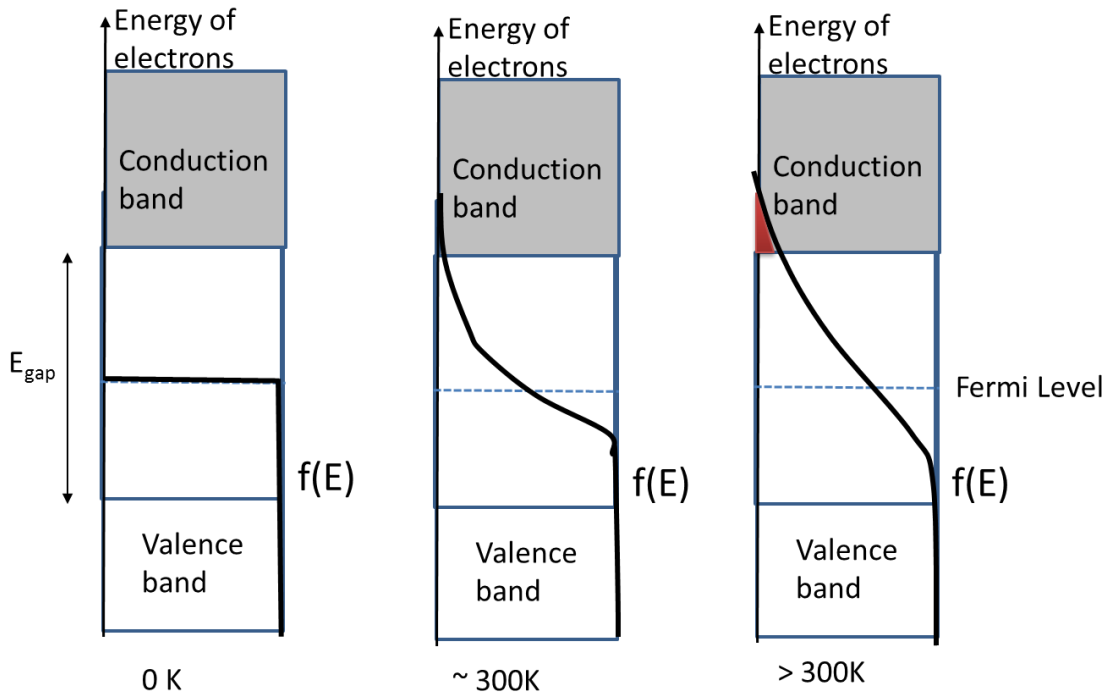 Energy of
electrons
Conduction
band
E_gap
f(E)
Valence
band
0 K
Energy of
electrons
Conduction
band
f(E)
Valence
band
~ 300K
Energy of
electrons
Conduction
band
Fermi Level
f(E)
Valence
band
> 300K